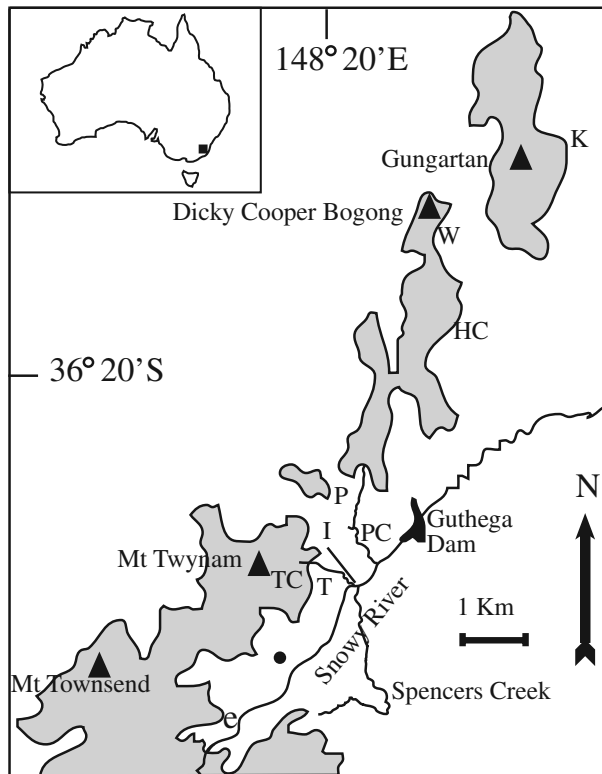 148° 20'E
K
Gungartan
Dicky Cooper Bogong
W
HC
36° 20'S
N
P
I
PC
Guthega
Dam
Mt Twynam
TC
T
1 Km
Snowy River
Mt Townsend
Spencers Creek
e